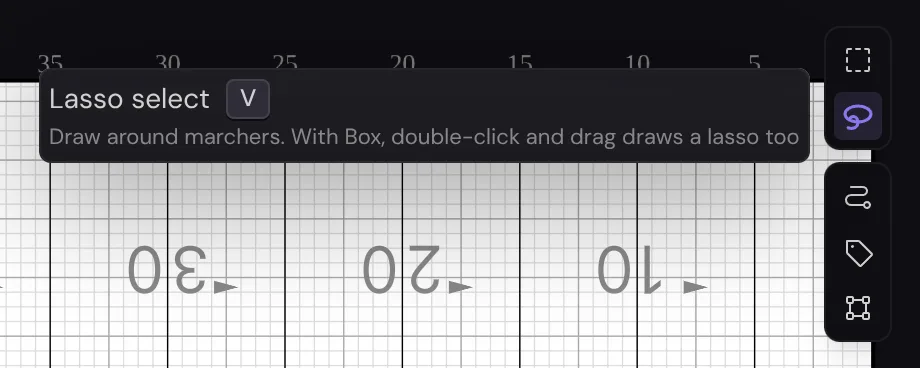 35 30 25 20 15 10 5
Lasso select V
Draw around marchers. With Box, double-click and drag draws a lasso too
30 20 10